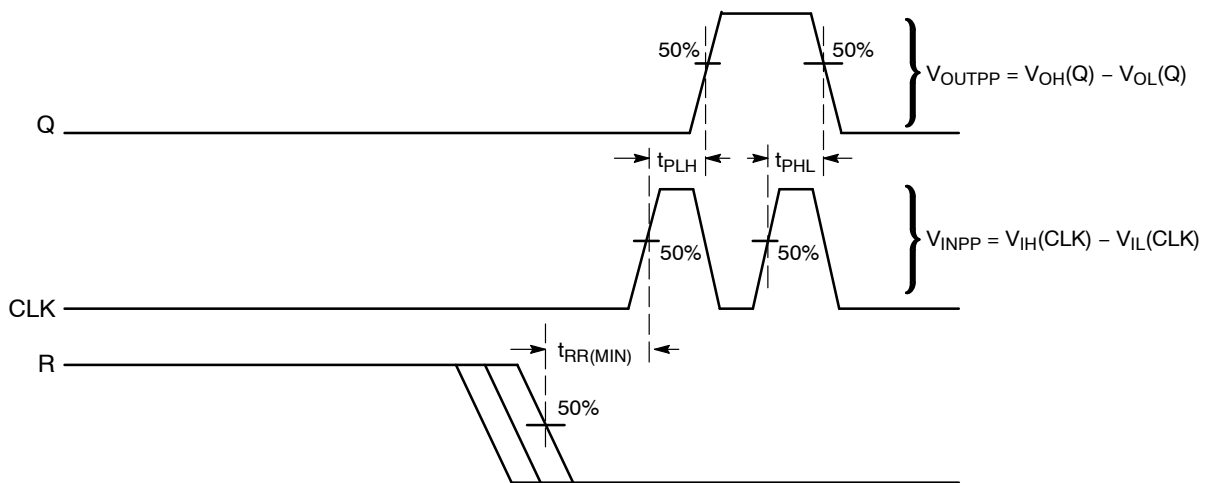 50%
50%
V_OUTPP = V_OH(Q) – V_OL(Q)
Q
t_PLH
t_PHL
50%
50%
V_INPP = V_IH(CLK) – V_IL(CLK)
CLK
t_RR(MIN)
R
50%